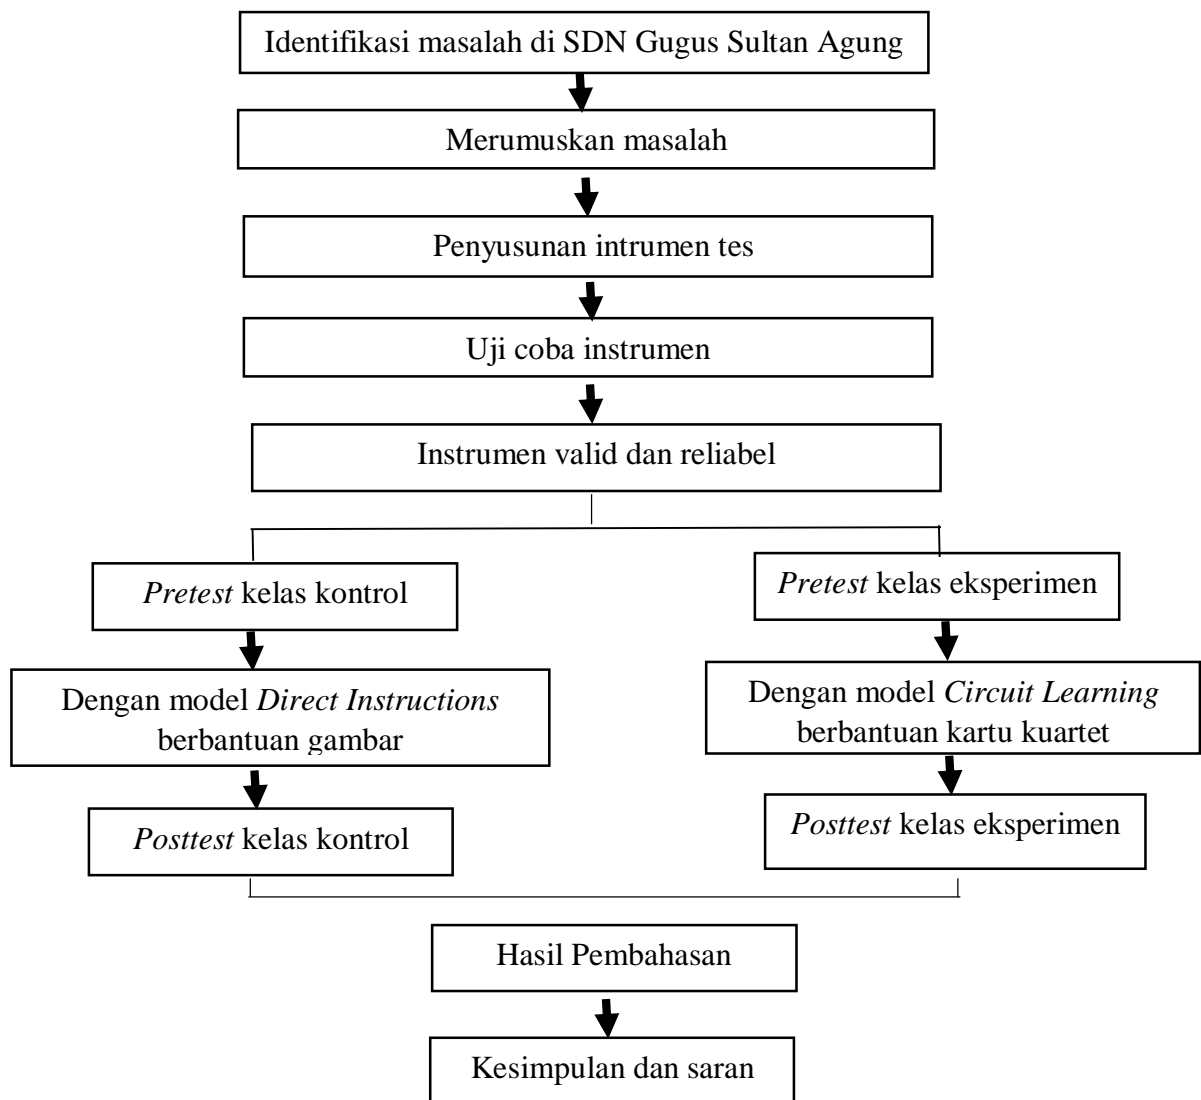 Identifikasi masalah di SDN Gugus Sultan Agung
Merumuskan masalah
Penyusunan intrumen tes
Uji coba instrumen
Instrumen valid dan reliabel
Pretest kelas kontrol
Pretest kelas eksperimen
Dengan model Direct Instructions
berbantuan gambar
Dengan model Circuit Learning
berbantuan kartu kuartet
Posttest kelas kontrol
Posttest kelas eksperimen
Hasil Pembahasan
Kesimpulan dan saran